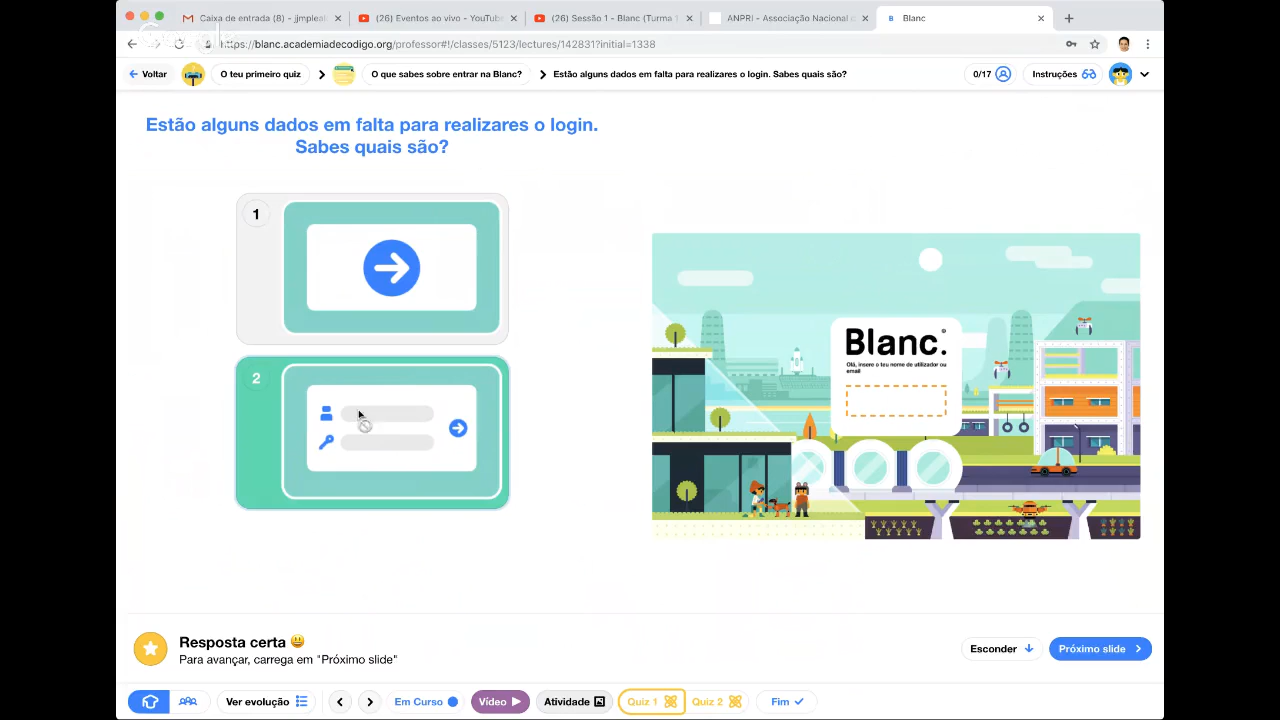 Caixa de entrada (8) - jjmpleal
(26) Eventos ao vivo - YouTube
(26) Sessão 1 - Blanc (Turma 1
ANPRI - Associação Nacional d
Blanc
https://blanc.academiadecodigo.org/professor#!/classes/5123/lectures/142831?initial=1338
Voltar
O teu primeiro quiz
O que sabes sobre entrar na Blanc?
Estão alguns dados em falta para realizares o login. Sabes quais são?
0/17
Instruções
Estão alguns dados em falta para realizares o login.
Sabes quais são?
1
2
Blanc.
Olá, insere o teu nome de utilizador ou
email
Resposta certa
Para avançar, carrega em "Próximo slide"
Esconder
Próximo slide
Ver evolução
Em Curso
Vídeo
Atividade
Quiz 1
Quiz 2
Fim